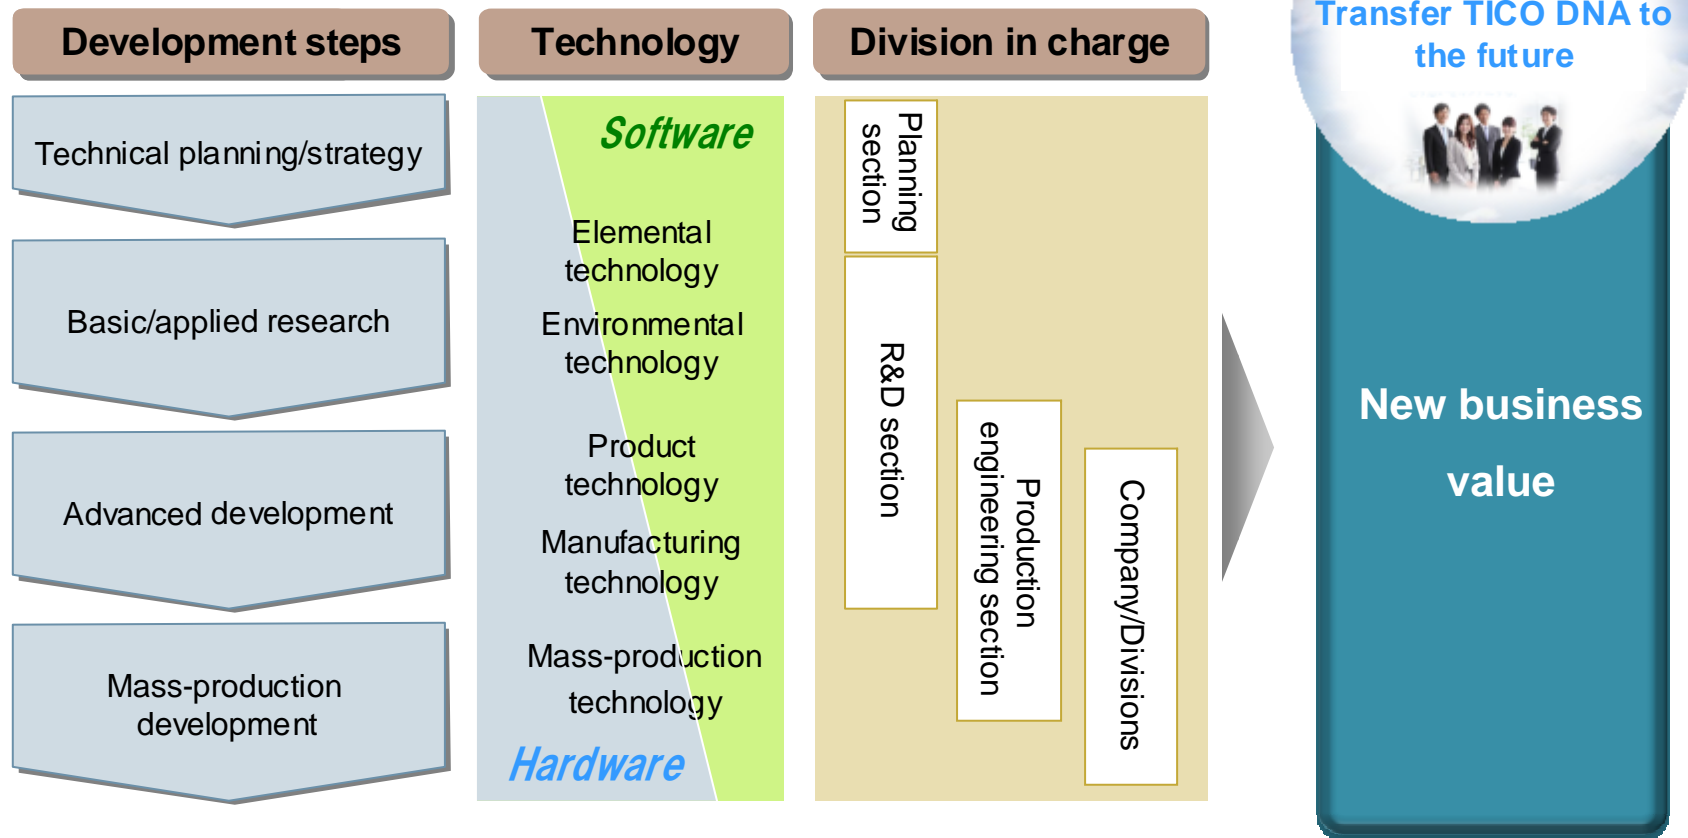 Development steps
Technology
Division in charge
Transfer TICO DNA to
the future
Technical planning/strategy
Basic/applied research
Advanced development
Mass-production
development
Software
Elemental
technology
Environmental
technology
Product
technology
Manufacturing
technology
Mass-production
technology
Hardware
Planning
section
R&D section
Production
engineering section
Company/Divisions
New business
value